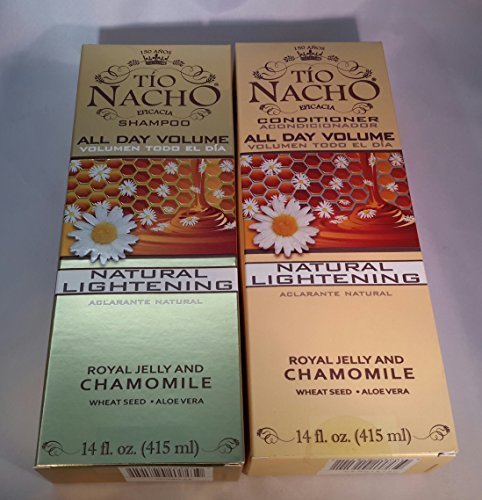 150 AÑOS
TÍO
NACHO®
EFICACIA
SHAMPOO
ALL DAY VOLUME
VOLUMEN TODO EL DÍA
NATURAL
LIGHTENING
ACLARANTE NATURAL
ROYAL JELLY AND
CHAMOMILE
WHEAT SEED • ALOE VERA
14 fl. oz. (415 ml)
150 AÑOS
TÍO
NACHO®
EFICACIA
CONDITIONER
ACONDICIONADOR
ALL DAY VOLUME
VOLUMEN TODO EL DÍA
NATURAL
LIGHTENING
ACLARANTE NATURAL
ROYAL JELLY AND
CHAMOMILE
WHEAT SEED • ALOE VERA
14 fl. oz. (415 ml)